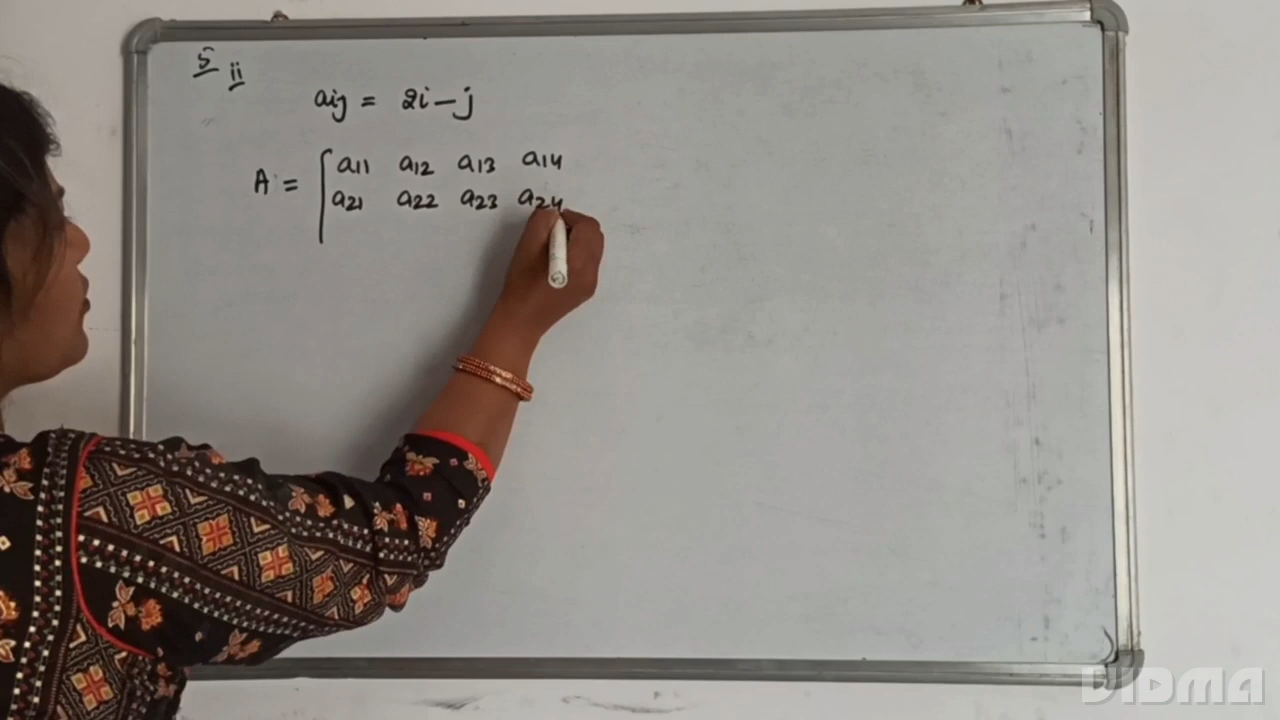 5 ii
aij = 2i - j
A = [ a11 a12 a13 a14
a21 a22 a23 a24
VIDMA